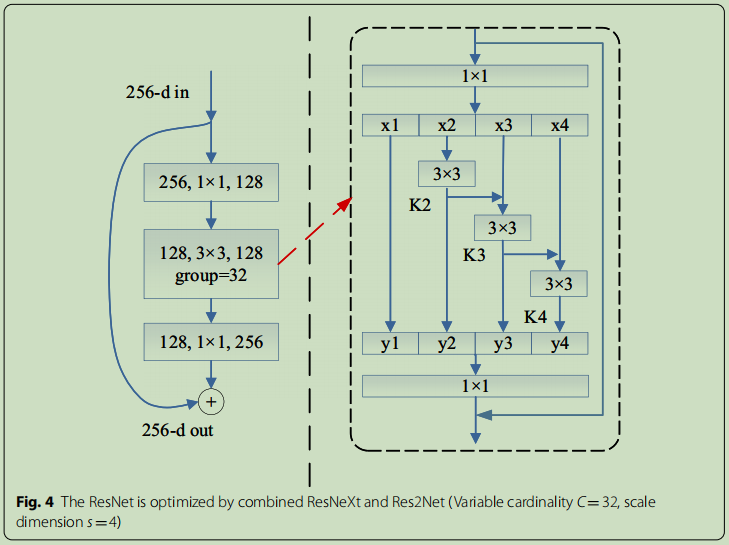 256-d in
256, 1×1, 128
128, 3×3, 128
group=32
128, 1×1, 256
+
256-d out
1×1
x1 x2 x3 x4
3×3
K2
3×3
K3
3×3
K4
y1 y2 y3 y4
1×1
Fig. 4 The ResNet is optimized by combined ResNeXt and Res2Net (Variable cardinality C = 32, scale
dimension s = 4)